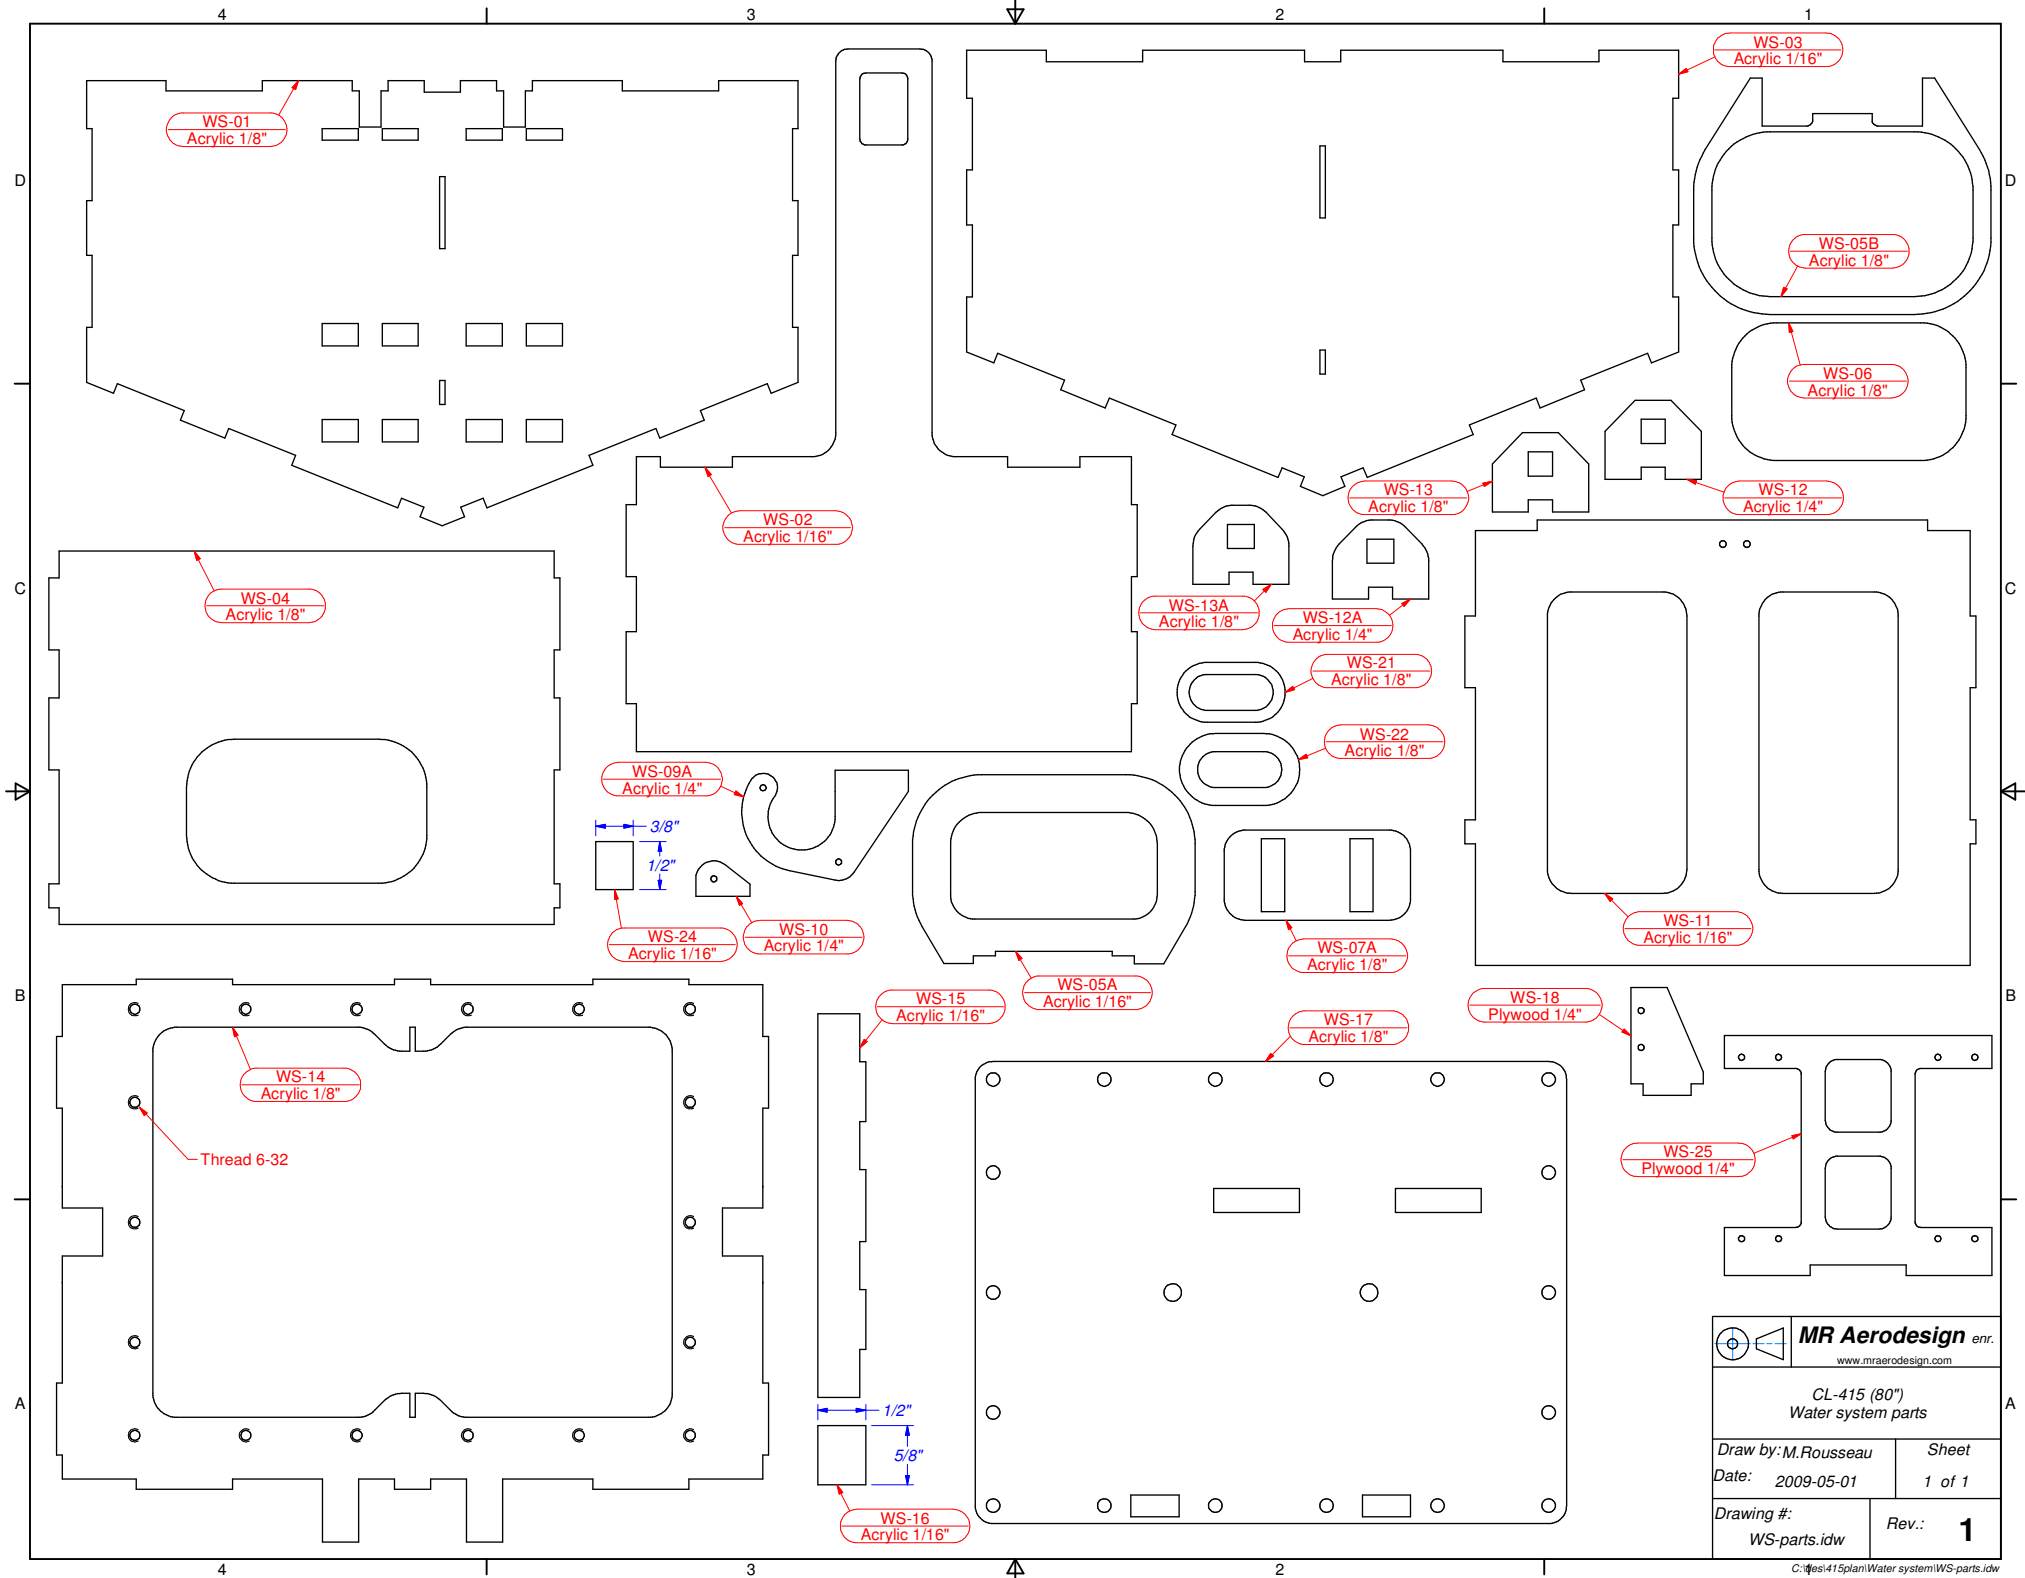 4 3 2 1
WS-03
Acrylic 1/16"
WS-01
Acrylic 1/8"
D D
WS-05B
Acrylic 1/8"
WS-06
Acrylic 1/8"
WS-13
Acrylic 1/8"
WS-12
Acrylic 1/4"
WS-02
Acrylic 1/16"
C C
WS-04
Acrylic 1/8"
WS-13A
Acrylic 1/8"
WS-12A
Acrylic 1/4"
WS-21
Acrylic 1/8"
WS-22
Acrylic 1/8"
WS-09A
Acrylic 1/4"
3/8"
1/2"
WS-24
Acrylic 1/16"
WS-10
Acrylic 1/4"
WS-07A
Acrylic 1/8"
WS-11
Acrylic 1/16"
WS-05A
Acrylic 1/16"
B B
WS-15
Acrylic 1/16"
WS-18
Plywood 1/4"
WS-17
Acrylic 1/8"
WS-14
Acrylic 1/8"
Thread 6-32
WS-25
Plywood 1/4"
A A
1/2"
5/8"
WS-16
Acrylic 1/16"
MR Aerodesign enr.
www.mraerodesign.com
CL-415 (80")
Water system parts
Draw by: M.Rousseau
Date: 2009-05-01
Sheet
1 of 1
Drawing #:
WS-parts.idw
Rev.: 1
4 3 2